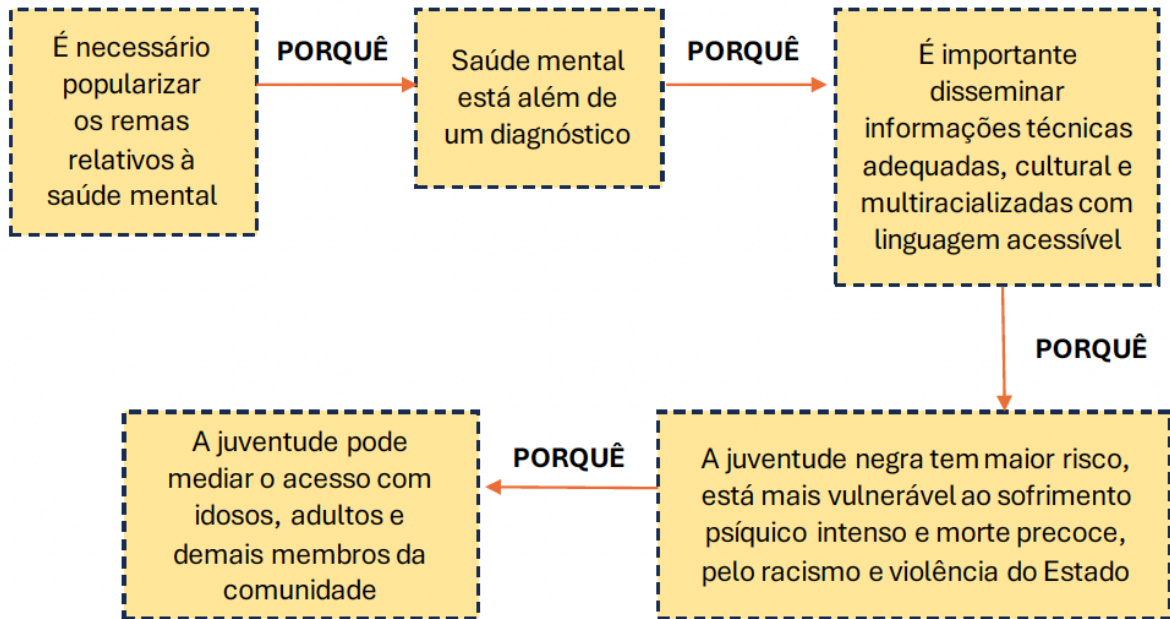 É necessário
popularizar
os remas
relativos à
saúde mental
PORQUÊ
Saúde mental
está além de
um diagnóstico
PORQUÊ
É importante
disseminar
informações técnicas
adequadas, cultural e
multiracializadas com
linguagem acessível
PORQUÊ
A juventude negra tem maior risco,
está mais vulnerável ao sofrimento
psíquico intenso e morte precoce,
pelo racismo e violência do Estado
PORQUÊ
A juventude pode
mediar o acesso com
idosos, adultos e
demais membros da
comunidade